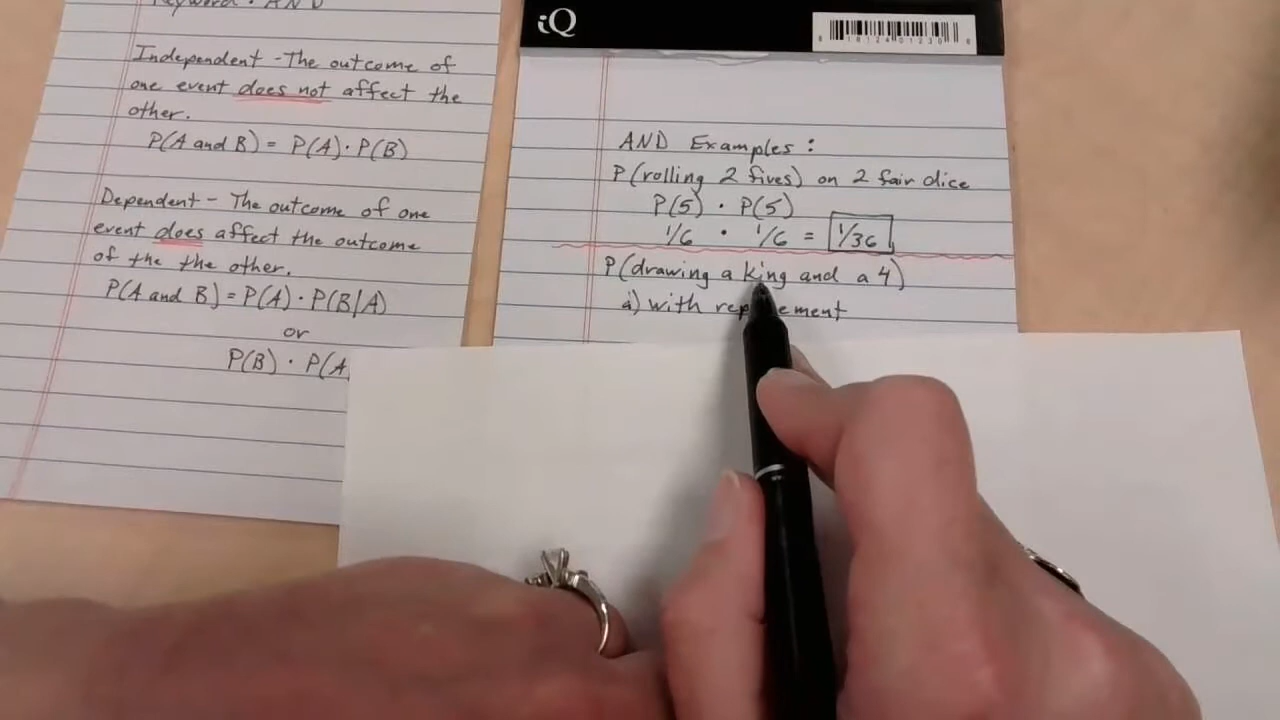 AND
Independent - The outcome of
one event does not affect the
other.
P(A and B) = P(A) · P(B)
Dependent - The outcome of one
event does affect the outcome
of the the other.
P(A and B) = P(A) · P(B|A)
or
P(B) · P(A
iQ
AND Examples:
P(rolling 2 fives) on 2 fair dice
P(5) · P(5)
1/6 · 1/6 = 1/36
P(drawing a king and a 4)
a) with replacement